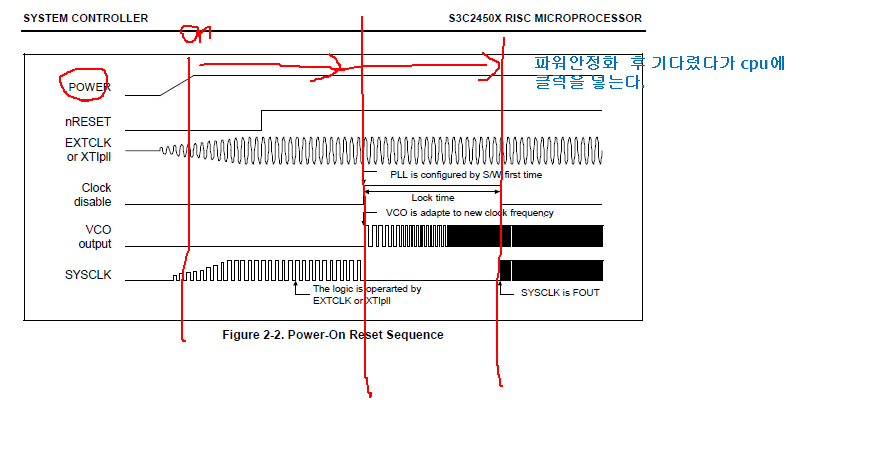 SYSTEM CONTROLLER
S3C2450X RISC MICROPROCESSOR
파워안정화 후 기다렸다가 cpu에
클럭을 넣는다.
POWER
nRESET
EXTCLK
or XTIpll
PLL is configured by S/W first time
Clock
disable
Lock time
VCO is adapte to new clock frequency
VCO
output
SYSCLK
The logic is operarted by
EXTCLK or XTIpll
SYSCLK is FOUT
Figure 2-2. Power-On Reset Sequence